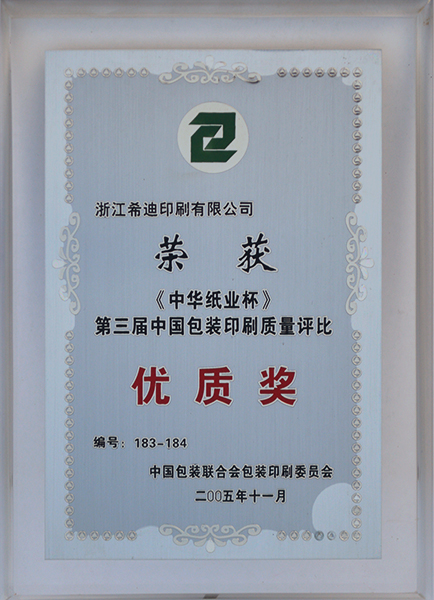 浙江希迪印刷有限公司
荣 获
《中华纸业杯》
第三届中国包装印刷质量评比
优质奖
编号：183-184
中国包装联合会包装印刷委员会
二00五年十一月